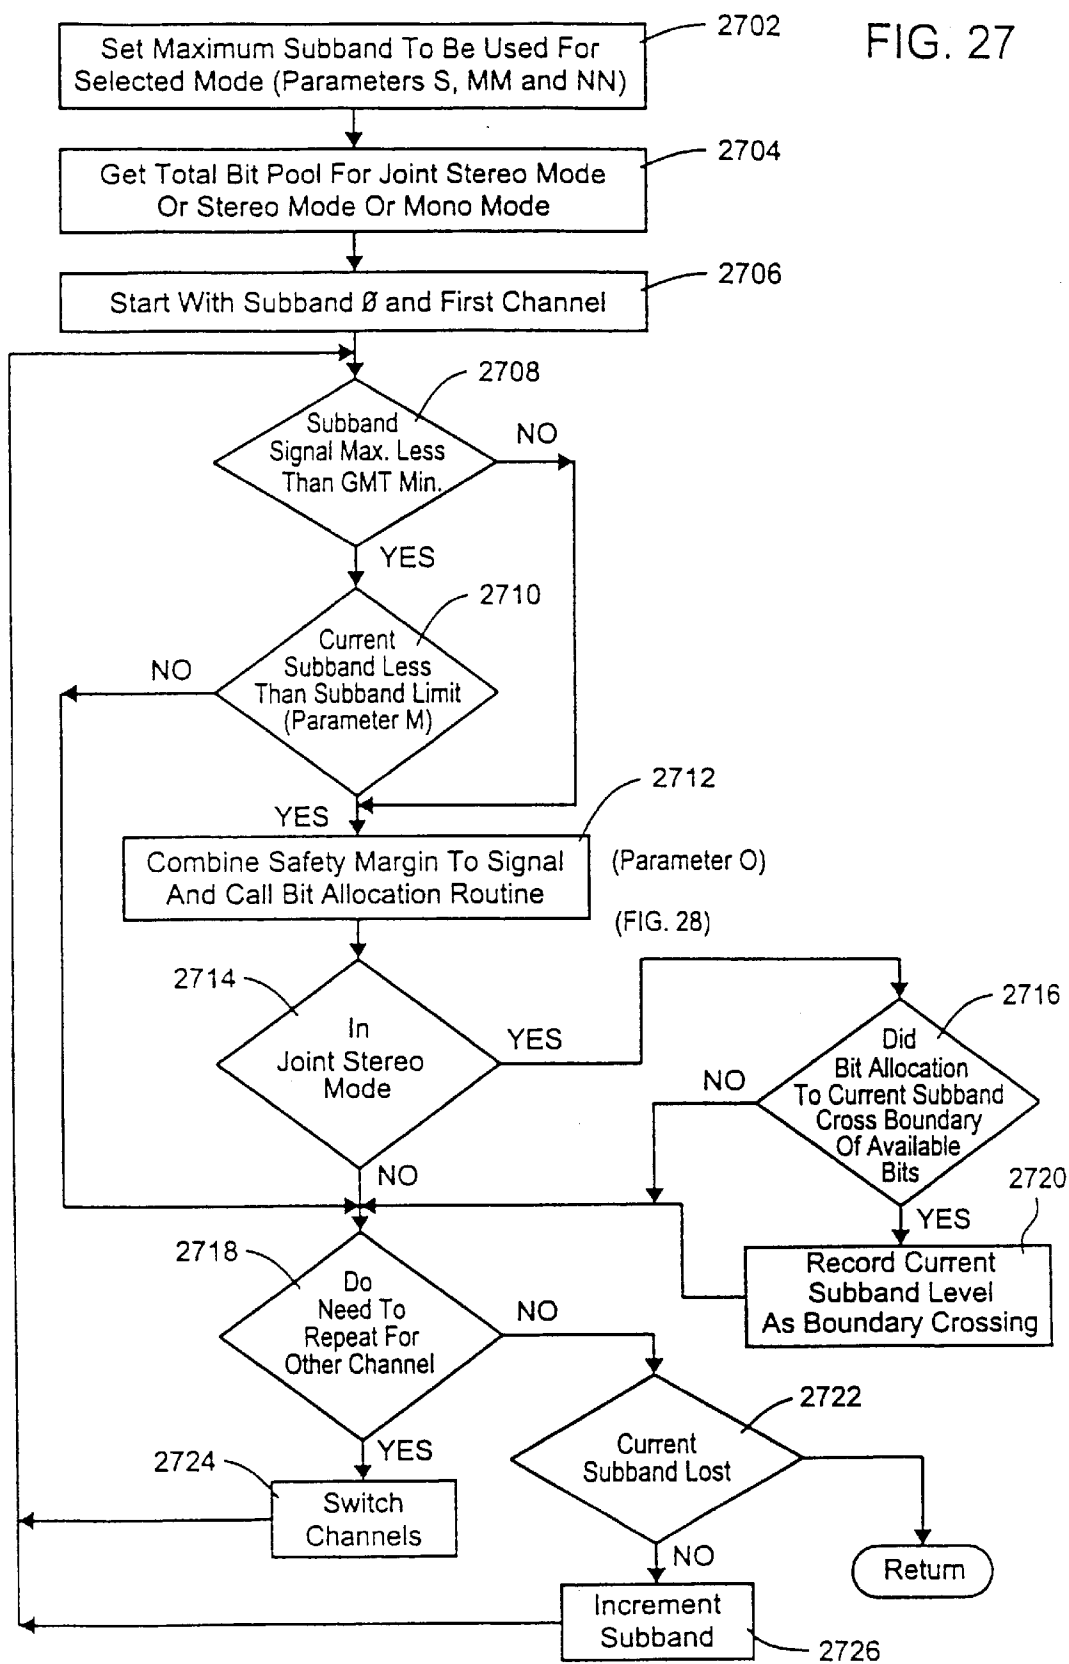 FIG. 27
2702
Set Maximum Subband To Be Used For
Selected Mode (Parameters S, MM and NN)
2704
Get Total Bit Pool For Joint Stereo Mode
Or Stereo Mode Or Mono Mode
2706
Start With Subband Ø and First Channel
2708
Subband
Signal Max. Less
Than GMT Min.
NO
YES
2710
Current
Subband Less
Than Subband Limit
(Parameter M)
NO
YES
2712
Combine Safety Margin To Signal
And Call Bit Allocation Routine
(Parameter O)
(FIG. 28)
2714
In
Joint Stereo
Mode
YES
NO
2716
Did
Bit Allocation
To Current Subband
Cross Boundary
Of Available
Bits
NO
YES
2720
Record Current
Subband Level
As Boundary Crossing
2718
Do
Need To
Repeat For
Other Channel
NO
YES
2722
Current
Subband Lost
NO
2724
Switch
Channels
Return
Increment
Subband
2726